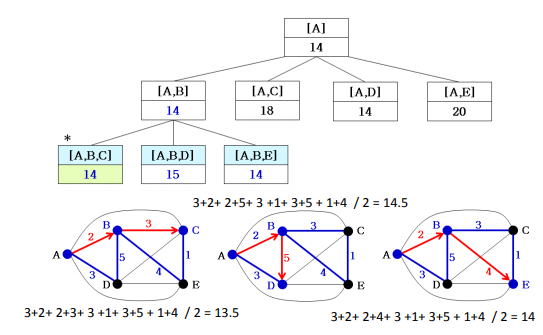 [A]
14
[A,B] [A,C] [A,D] [A,E]
14 18 14 20
*
[A,B,C] [A,B,D] [A,B,E]
14 15 14
3+2+ 2+5+ 3 +1+ 3+5 + 1+4 / 2 = 14.5
B 3 C B 3 C B 3 C
2 2 2
A 5 1 A 5 1 A 5 1
3 4 3 4 3 4
D E D E D E
3+2+ 2+3+ 3 +1+ 3+5 + 1+4 / 2 = 13.5
3+2+ 2+4+ 3 +1+ 3+5 + 1+4 / 2 = 14